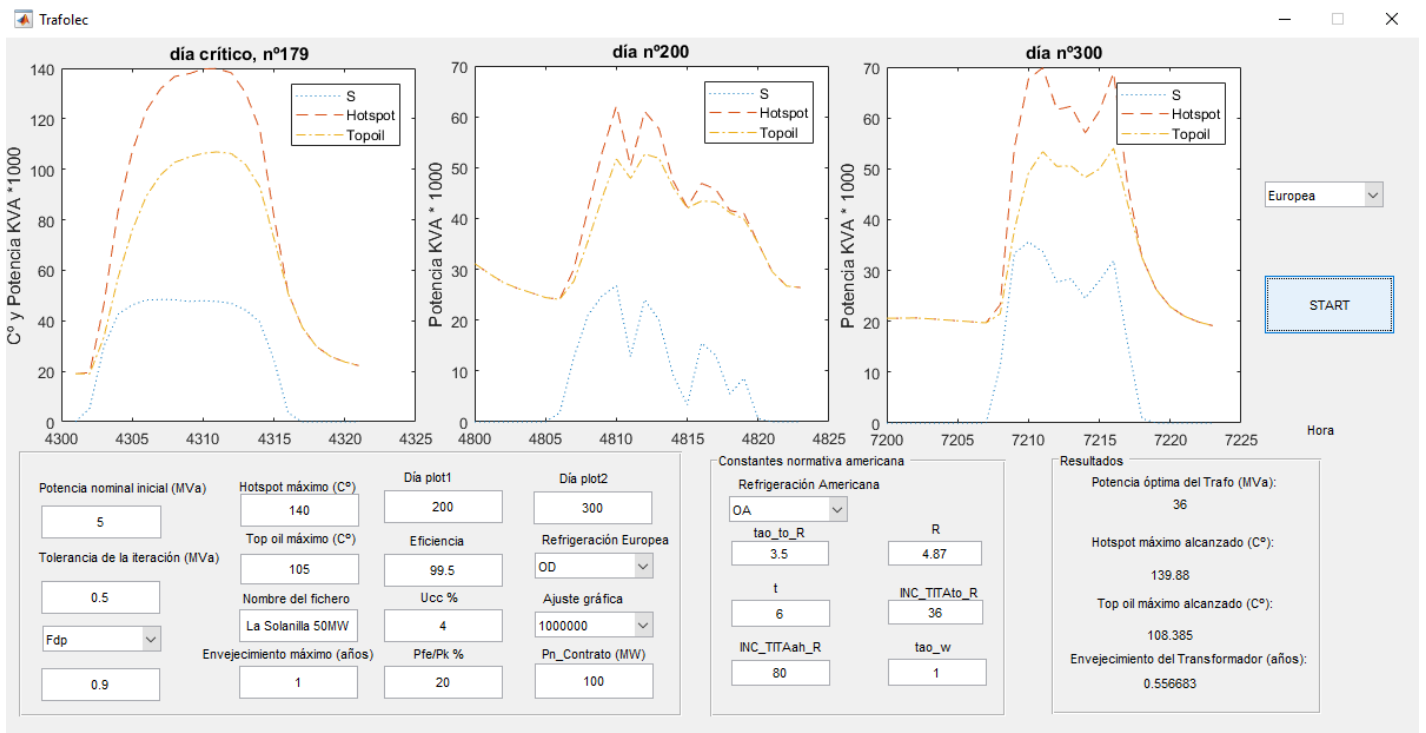 Trafolec
día crítico, nº179
día nº200
día nº300
Cº y Potencia KVA *1000
140
120
100
80
60
40
20
0
4300
4305
4310
4315
4320
4325
S
Hotspot
Topoil
Potencia KVA * 1000
70
60
50
40
30
20
10
0
4800
4805
4810
4815
4820
4825
S
Hotspot
Topoil
Potencia KVA * 1000
70
60
50
40
30
20
10
0
7200
7205
7210
7215
7220
7225
S
Hotspot
Topoil
Europea
START
Hora
Potencia nominal inicial (MVa)
5
Tolerancia de la iteración (MVa)
0.5
Fdp
0.9
Hotspot máximo (Cº)
140
Top oil máximo (Cº)
105
Nombre del fichero
La Solanilla 50MW
Envejecimiento máximo (años)
1
Día plot1
200
Eficiencia
99.5
Ucc %
4
Pfe/Pk %
20
Día plot2
300
Refrigeración Europea
OD
Ajuste gráfica
1000000
Pn_Contrato (MW)
100
Constantes normativa americana
Refrigeración Americana
OA
tao_to_R
3.5
R
4.87
t
6
INC_TITAto_R
36
INC_TITAah_R
80
tao_w
1
Resultados
Potencia óptima del Trafo (MVa):
36
Hotspot máximo alcanzado (Cº):
139.88
Top oil máximo alcanzado (Cº):
108.385
Envejecimiento del Transformador (años):
0.556683